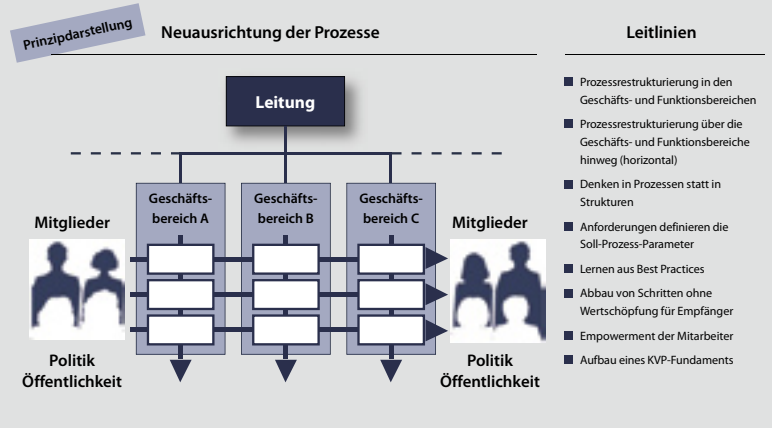 Prinzipdarstellung
Neuausrichtung der Prozesse
Leitung
Geschäfts-
bereich A
Geschäfts-
bereich B
Geschäfts-
bereich C
Mitglieder
Politik
Öffentlichkeit
Mitglieder
Politik
Öffentlichkeit
Leitlinien
Prozessrestrukturierung in den
Geschäfts- und Funktionsbereichen
Prozessrestrukturierung über die
Geschäfts- und Funktionsbereiche
hinweg (horizontal)
Denken in Prozessen statt in
Strukturen
Anforderungen definieren die
Soll-Prozess-Parameter
Lernen aus Best Practices
Abbau von Schritten ohne
Wertschöpfung für Empfänger
Empowerment der Mitarbeiter
Aufbau eines KVP-Fundaments